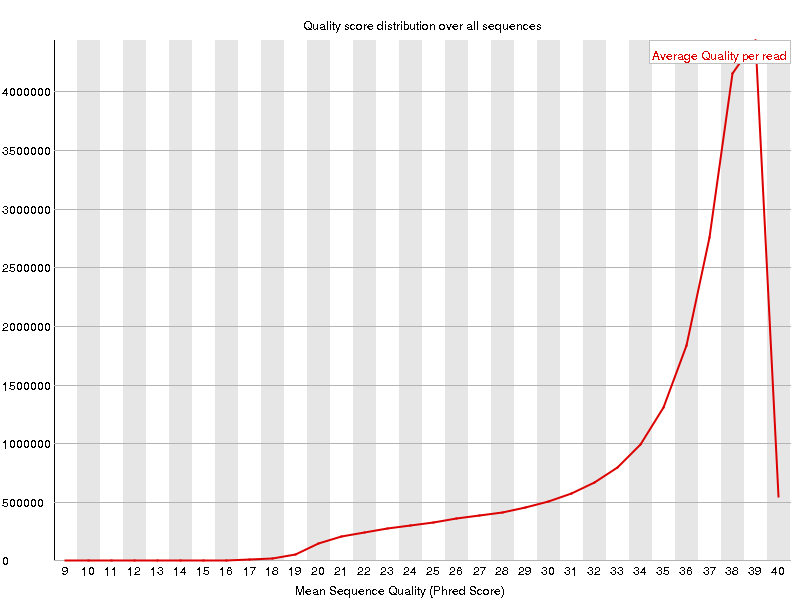 Quality score distribution over all sequences
Average Quality per read
4000000
3500000
3000000
2500000
2000000
1500000
1000000
500000
0
9 10 11 12 13 14 15 16 17 18 19 20 21 22 23 24 25 26 27 28 29 30 31 32 33 34 35 36 37 38 39 40
Mean Sequence Quality (Phred Score)